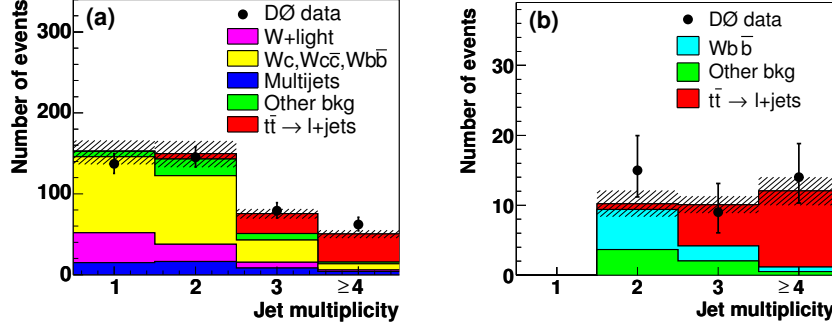 (a)
DØ data
W+light
Wc,Wcc̄,Wbb̄
Multijets
Other bkg
tt̄ → l+jets
Number of events
300
200
100
0
1 2 3 ≥4
Jet multiplicity
(b)
DØ data
Wbb̄
Other bkg
tt̄ → l+jets
Number of events
30
20
10
0
1 2 3 ≥4
Jet multiplicity